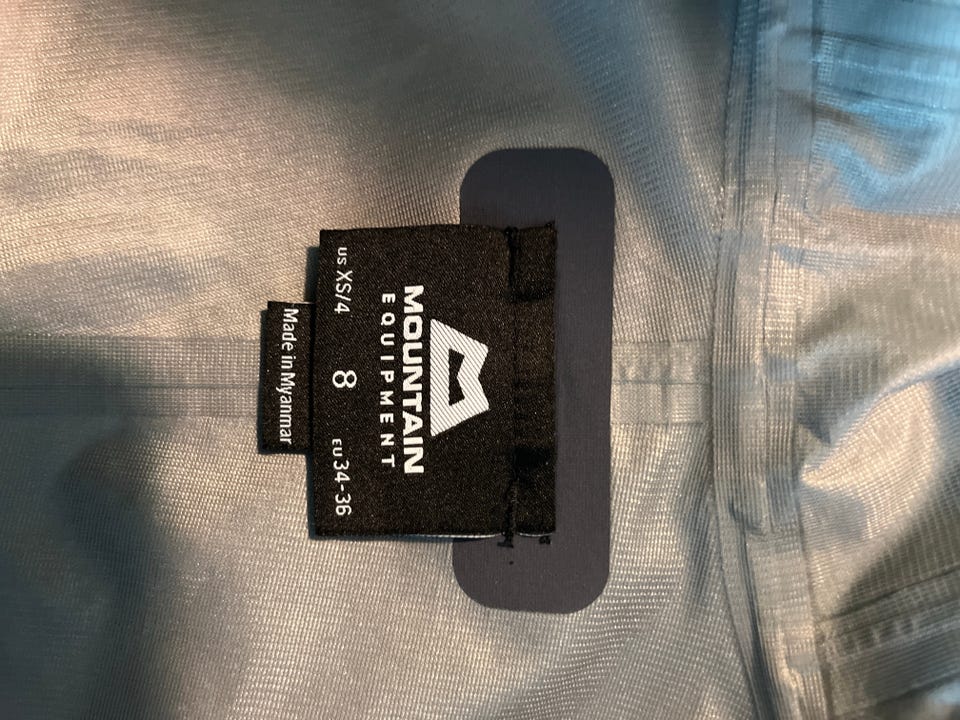 MOUNTAIN
EQUIPMENT
US XS/4 8 EU 34-36
Made in Myanmar